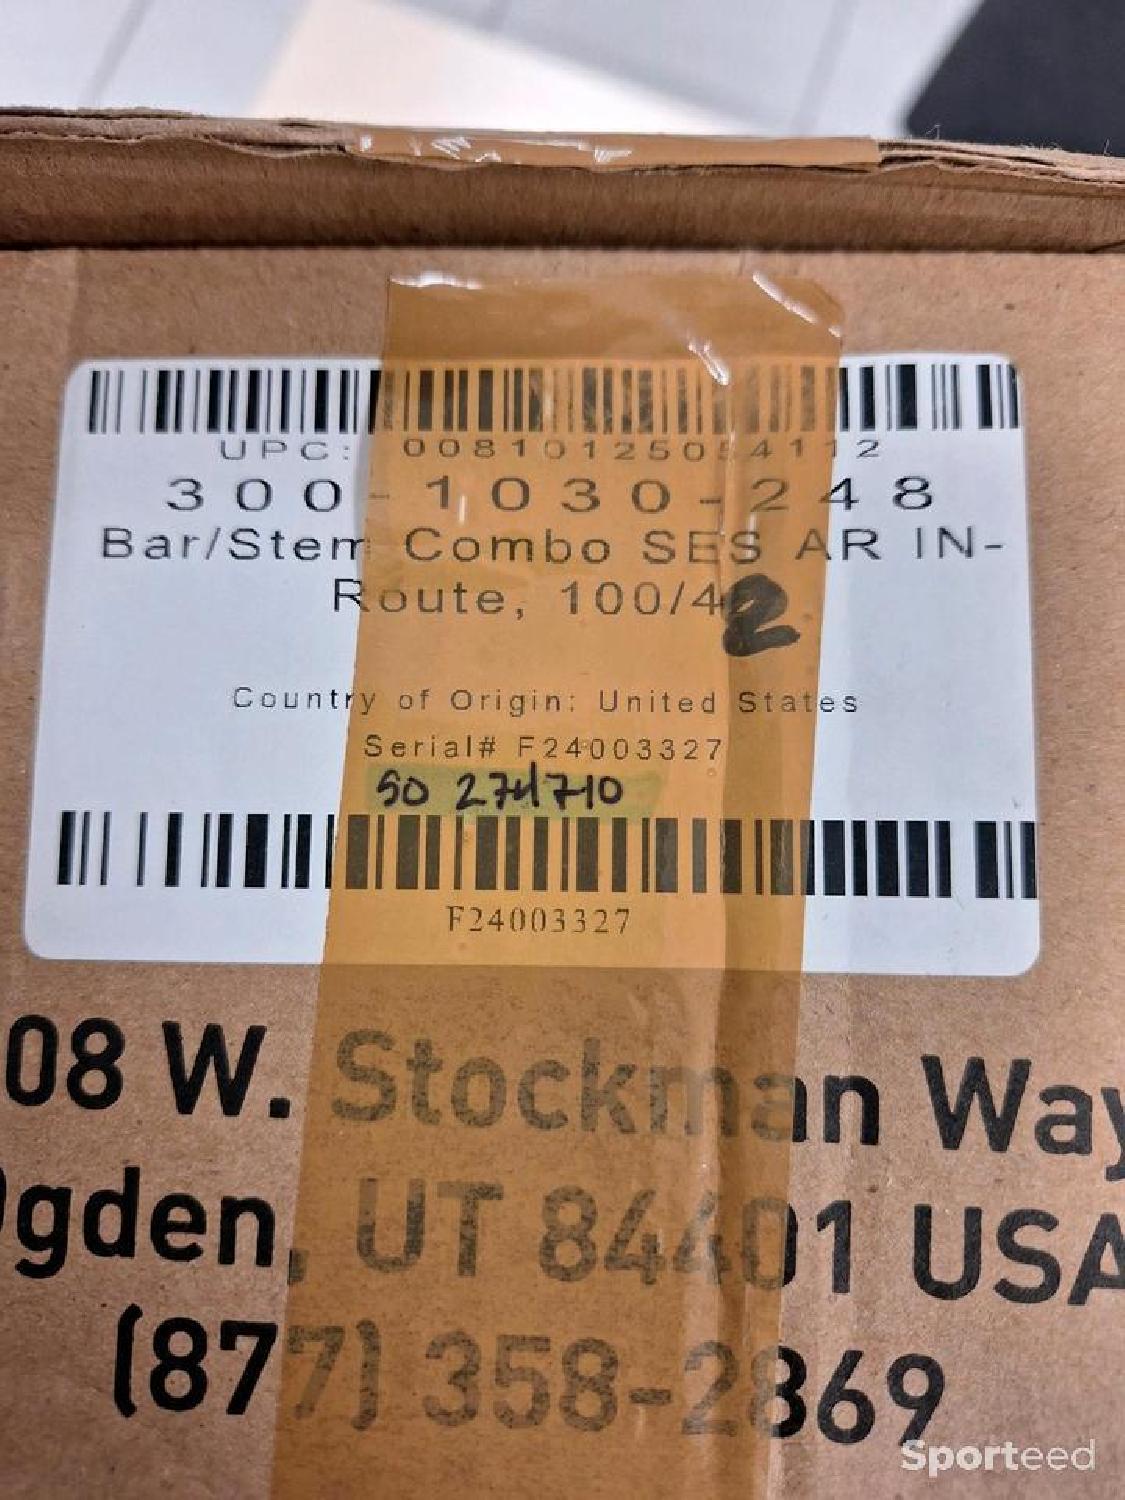 UPC: 00810125054112
300-1030-248
Bar/Stem Combo SES AR IN-
Route, 100/42
Country of Origin: United States
Serial# F24003327
SO 274710
F24003327
08 W. Stockman Way
Ogden, UT 84401 USA
(877) 358-2869
Sporteed